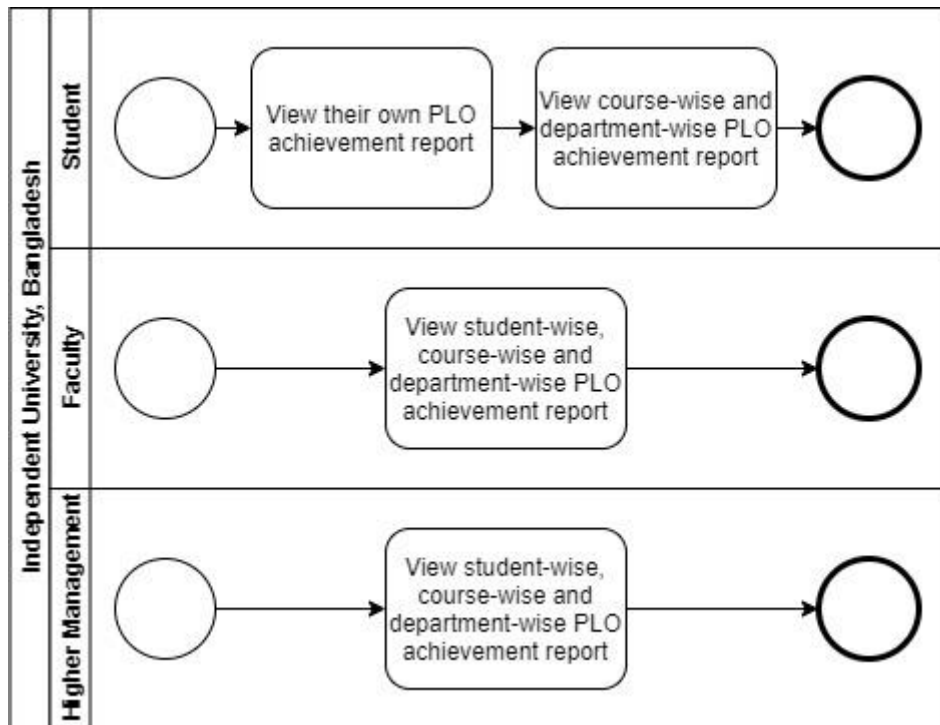 Independent University, Bangladesh
Student
View their own PLO
achievement report
View course-wise and
department-wise PLO
achievement report
Faculty
View student-wise,
course-wise and
department-wise PLO
achievement report
Higher Management
View student-wise,
course-wise and
department-wise PLO
achievement report